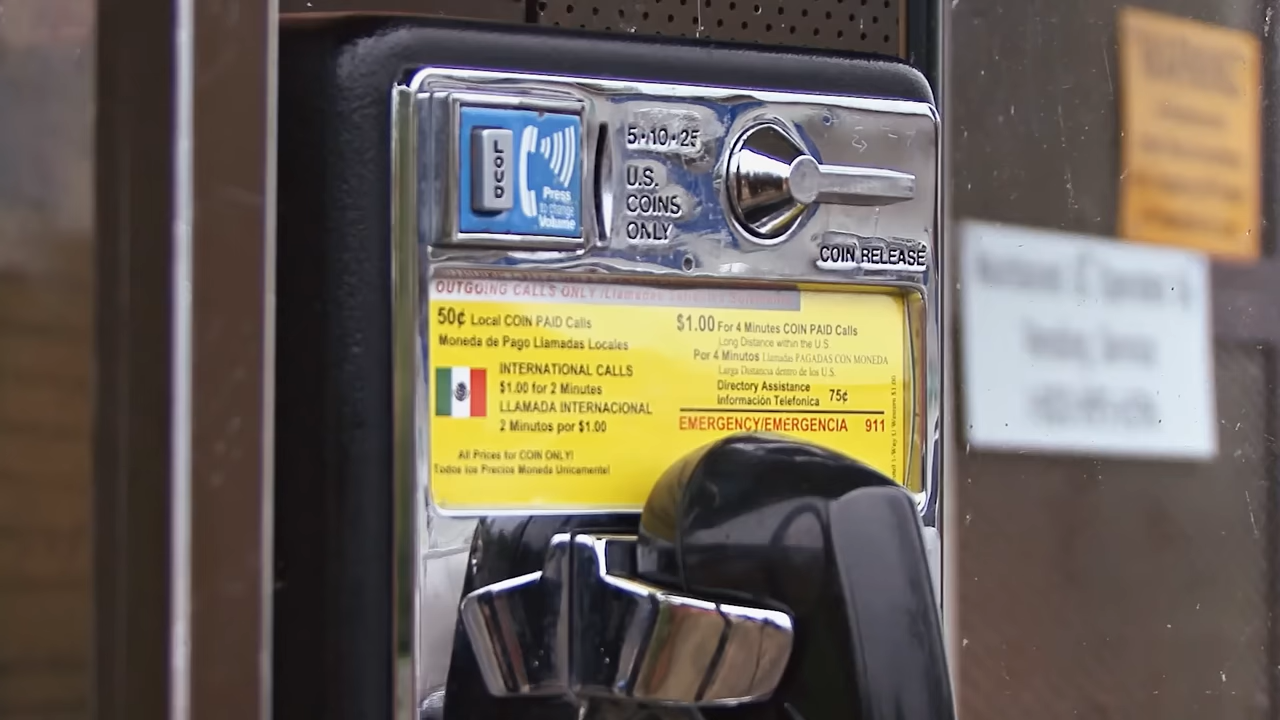 LOUD
Press
to change
Volume
5·10·25
U.S.
COINS
ONLY
COIN RELEASE
OUTGOING CALLS ONLY /Llamadas
50¢ Local COIN PAID Calls
Moneda de Pago Llamadas Locales
INTERNATIONAL CALLS
$1.00 for 2 Minutes
LLAMADA INTERNACIONAL
2 Minutos por $1.00
All Prices for COIN ONLY!
Todos los Precios Moneda Unicamente!
$1.00 For 4 Minutes COIN PAID Calls
Long Distance within the U.S.
Por 4 Minutos Llamadas PAGADAS CON MONEDA
Larga Distancia dentro de los U.S.
Directory Assistance
Información Telefonica 75¢
EMERGENCY/EMERGENCIA 911